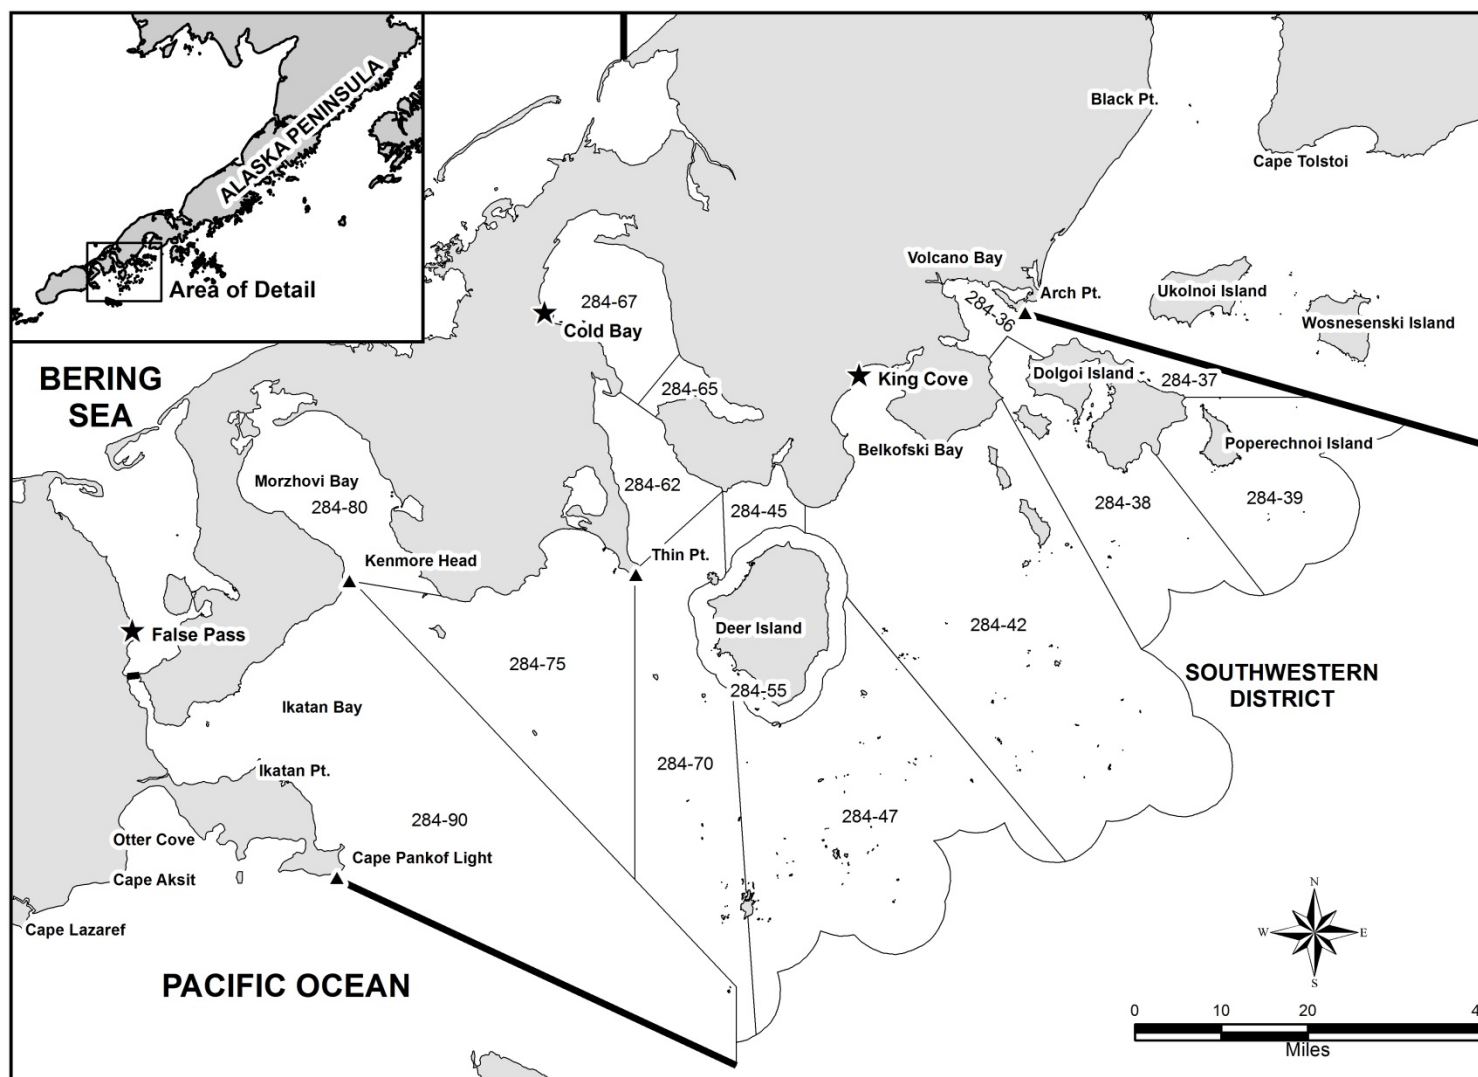 ALASKA PENINSULA
Area of Detail
Black Pt.
Cape Tolstoi
Volcano Bay
Arch Pt.
Ukolnoi Island
Wosnesenski Island
284-36
284-67
Cold Bay
BERING
SEA
King Cove
Dolgoi Island
284-37
284-65
Poperechnoi Island
Belkofski Bay
Morzhovi Bay
284-80
284-62
284-45
284-38
284-39
Kenmore Head
Thin Pt.
False Pass
Deer Island
284-42
284-75
SOUTHWESTERN
DISTRICT
284-55
Ikatan Bay
Ikatan Pt.
284-70
284-90
284-47
Otter Cove
Cape Pankof Light
Cape Aksit
Cape Lazaref
PACIFIC OCEAN
N
W
E
S
0 10 20 4
Miles